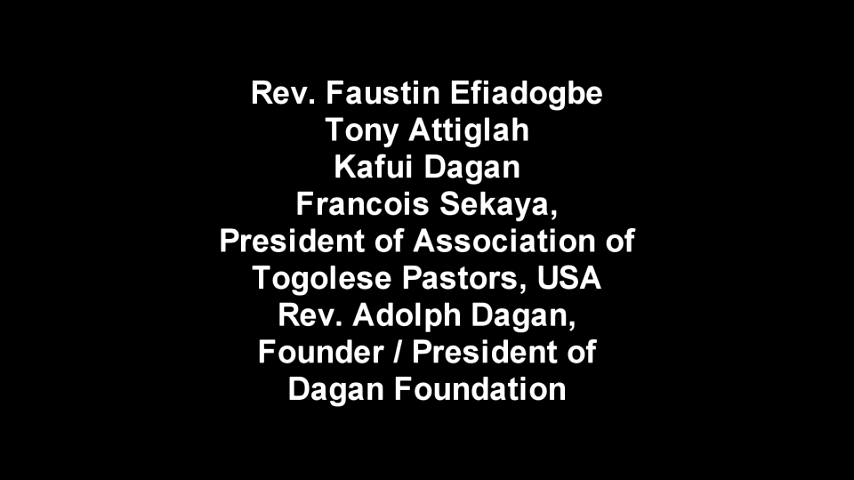 Rev. Faustin Efiadogbe
Tony Attiglah
Kafui Dagan
Francois Sekaya,
President of Association of
Togolese Pastors, USA
Rev. Adolph Dagan,
Founder / President of
Dagan Foundation